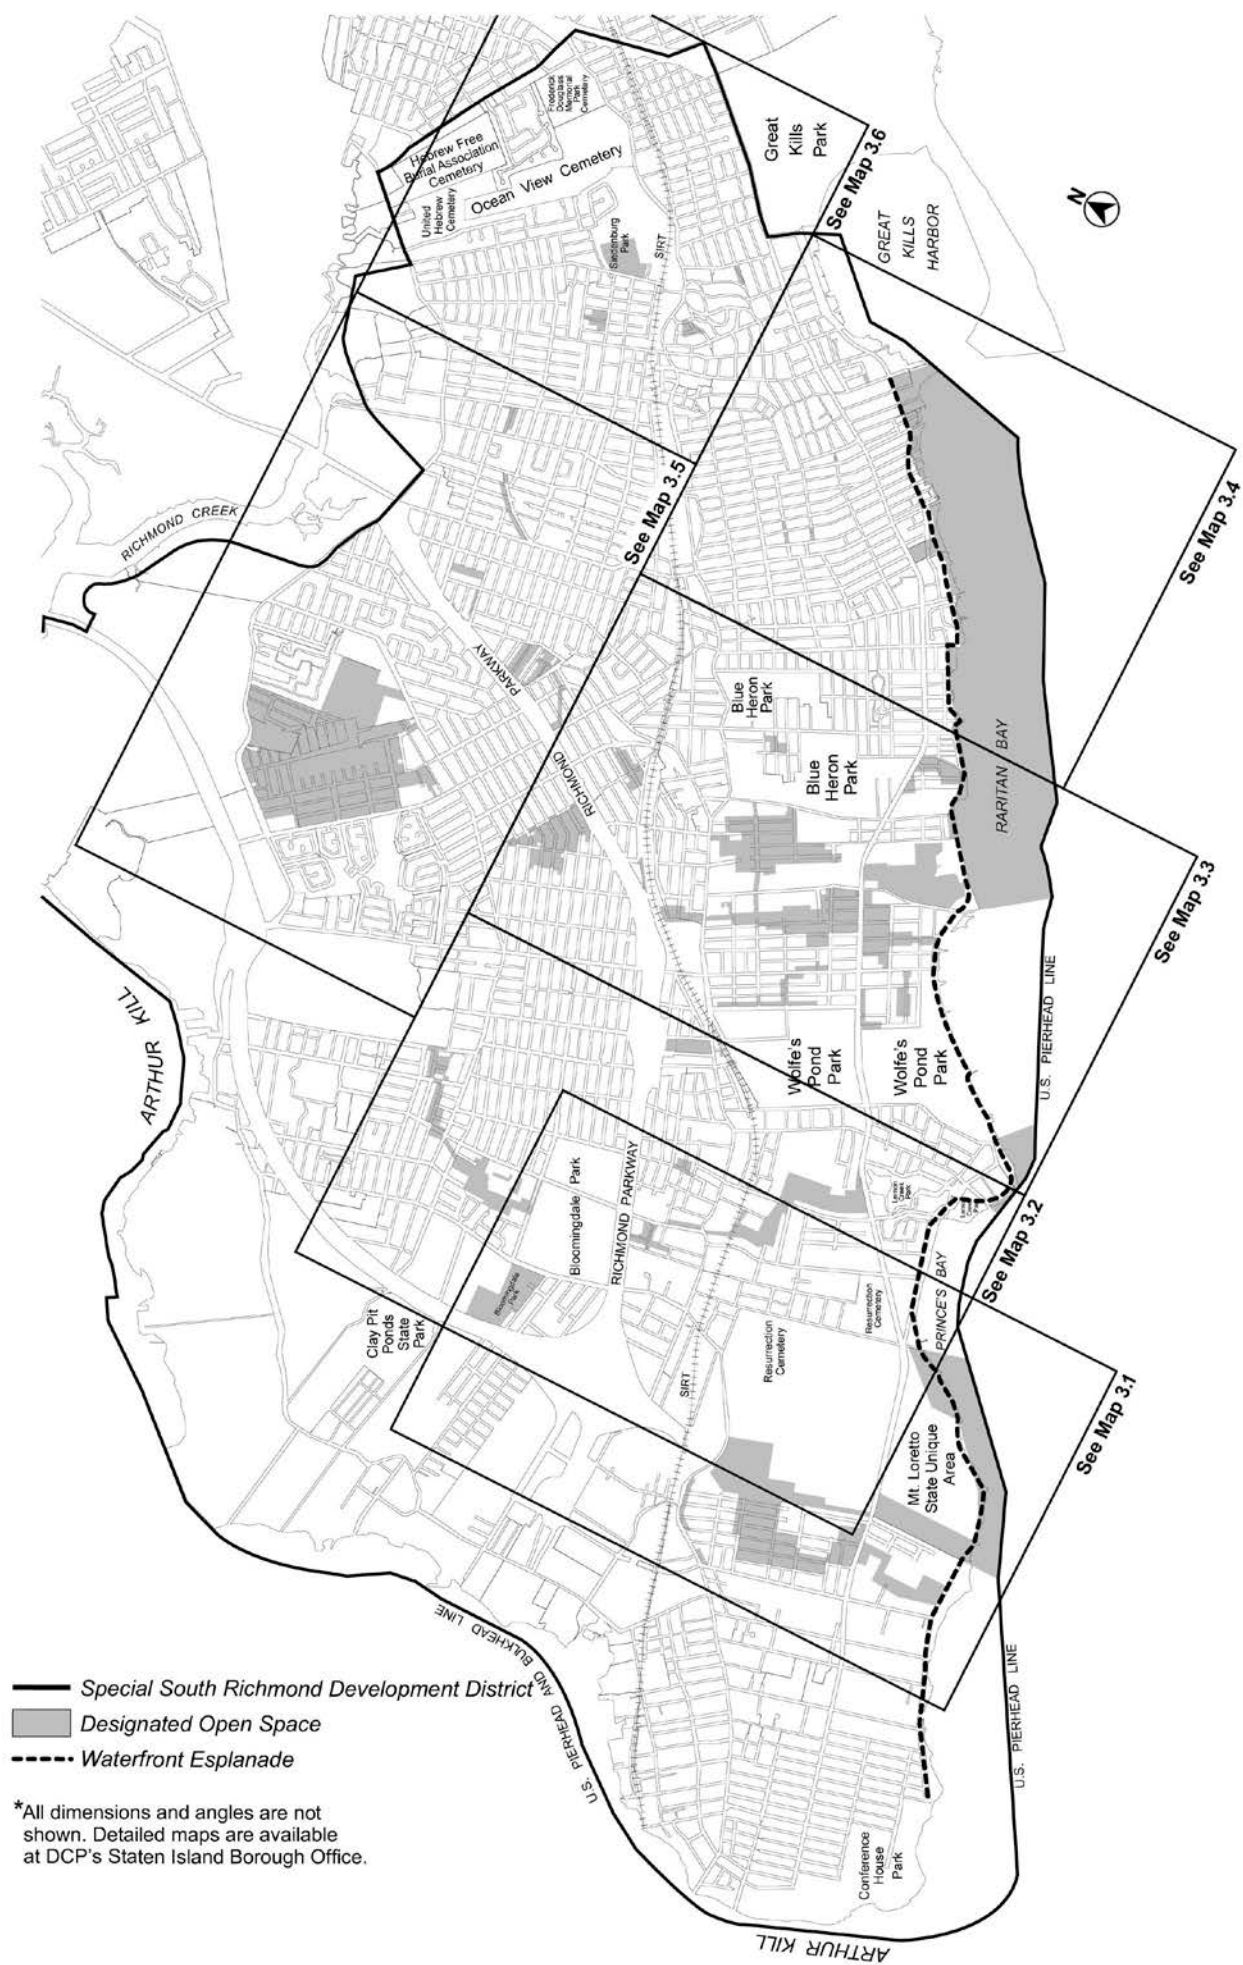 Frederick
Douglass
Memorial
Park
Cemetery
Hebrew Free
Burial Association
Cemetery
United
Hebrew
Cemetery
Ocean View Cemetery
Great
Kills
Park
See Map 3.6
N
GREAT
KILLS
HARBOR
Siedenburg
Park
SIRT
RICHMOND CREEK
See Map 3.5
See Map 3.4
PARKWAY
RICHMOND
Blue
Heron
Park
Blue
Heron
Park
RARITAN BAY
See Map 3.3
ARTHUR KILL
U.S. PIERHEAD LINE
Wolfe's
Pond
Park
Wolfe's
Pond
Park
Bloomingdale Park
RICHMOND PARKWAY
Lemon
Creek
Park
See Map 3.2
Bloomingdale
Park
PRINCE'S BAY
Clay Pit
Ponds
State
Park
Resurrection
Cemetery
Resurrection
Cemetery
SIRT
See Map 3.1
Mt. Loretto
State Unique
Area
U.S. PIERHEAD AND BULKHEAD LINE
U.S. PIERHEAD LINE
Special South Richmond Development District
Designated Open Space
Waterfront Esplanade
*All dimensions and angles are not
shown. Detailed maps are available
at DCP's Staten Island Borough Office.
Conference
House
Park
ARTHUR KILL